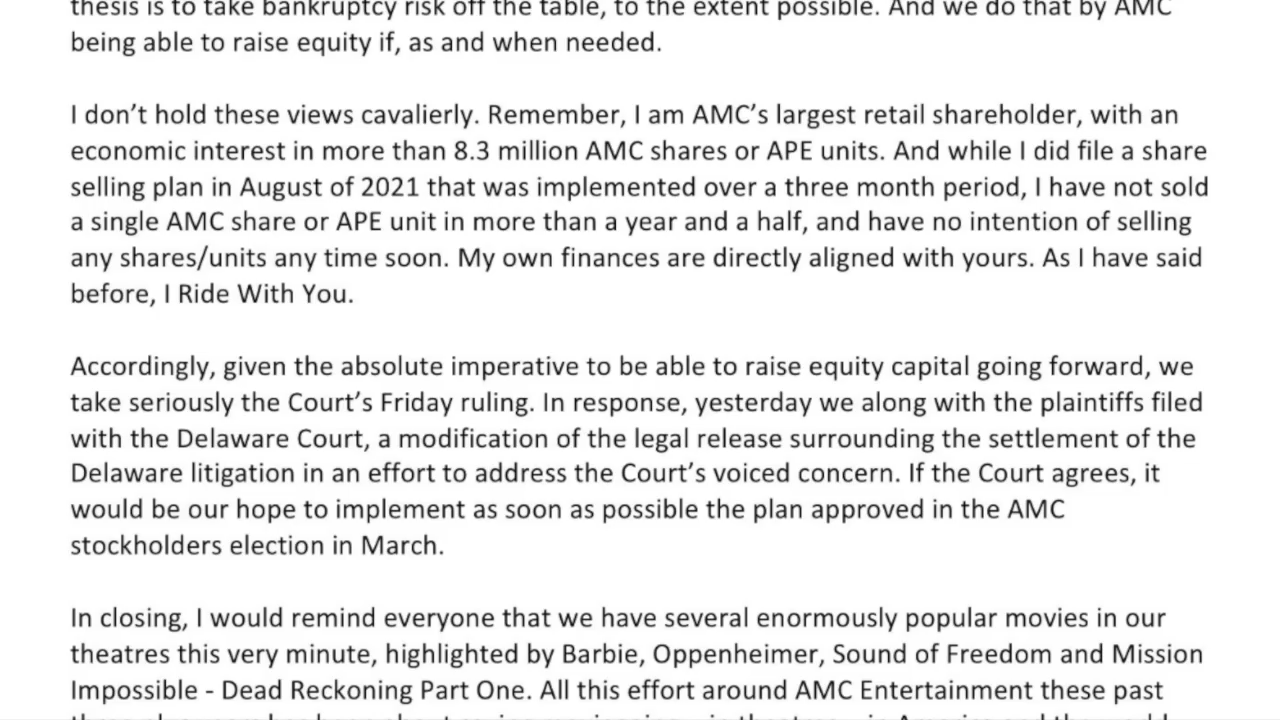 thesis is to take bankruptcy risk off the table, to the extent possible. And we do that by AMC
being able to raise equity if, as and when needed.
I don’t hold these views cavalierly. Remember, I am AMC’s largest retail shareholder, with an
economic interest in more than 8.3 million AMC shares or APE units. And while I did file a share
selling plan in August of 2021 that was implemented over a three month period, I have not sold
a single AMC share or APE unit in more than a year and a half, and have no intention of selling
any shares/units any time soon. My own finances are directly aligned with yours. As I have said
before, I Ride With You.
Accordingly, given the absolute imperative to be able to raise equity capital going forward, we
take seriously the Court’s Friday ruling. In response, yesterday we along with the plaintiffs filed
with the Delaware Court, a modification of the legal release surrounding the settlement of the
Delaware litigation in an effort to address the Court’s voiced concern. If the Court agrees, it
would be our hope to implement as soon as possible the plan approved in the AMC
stockholders election in March.
In closing, I would remind everyone that we have several enormously popular movies in our
theatres this very minute, highlighted by Barbie, Oppenheimer, Sound of Freedom and Mission
Impossible - Dead Reckoning Part One. All this effort around AMC Entertainment these past